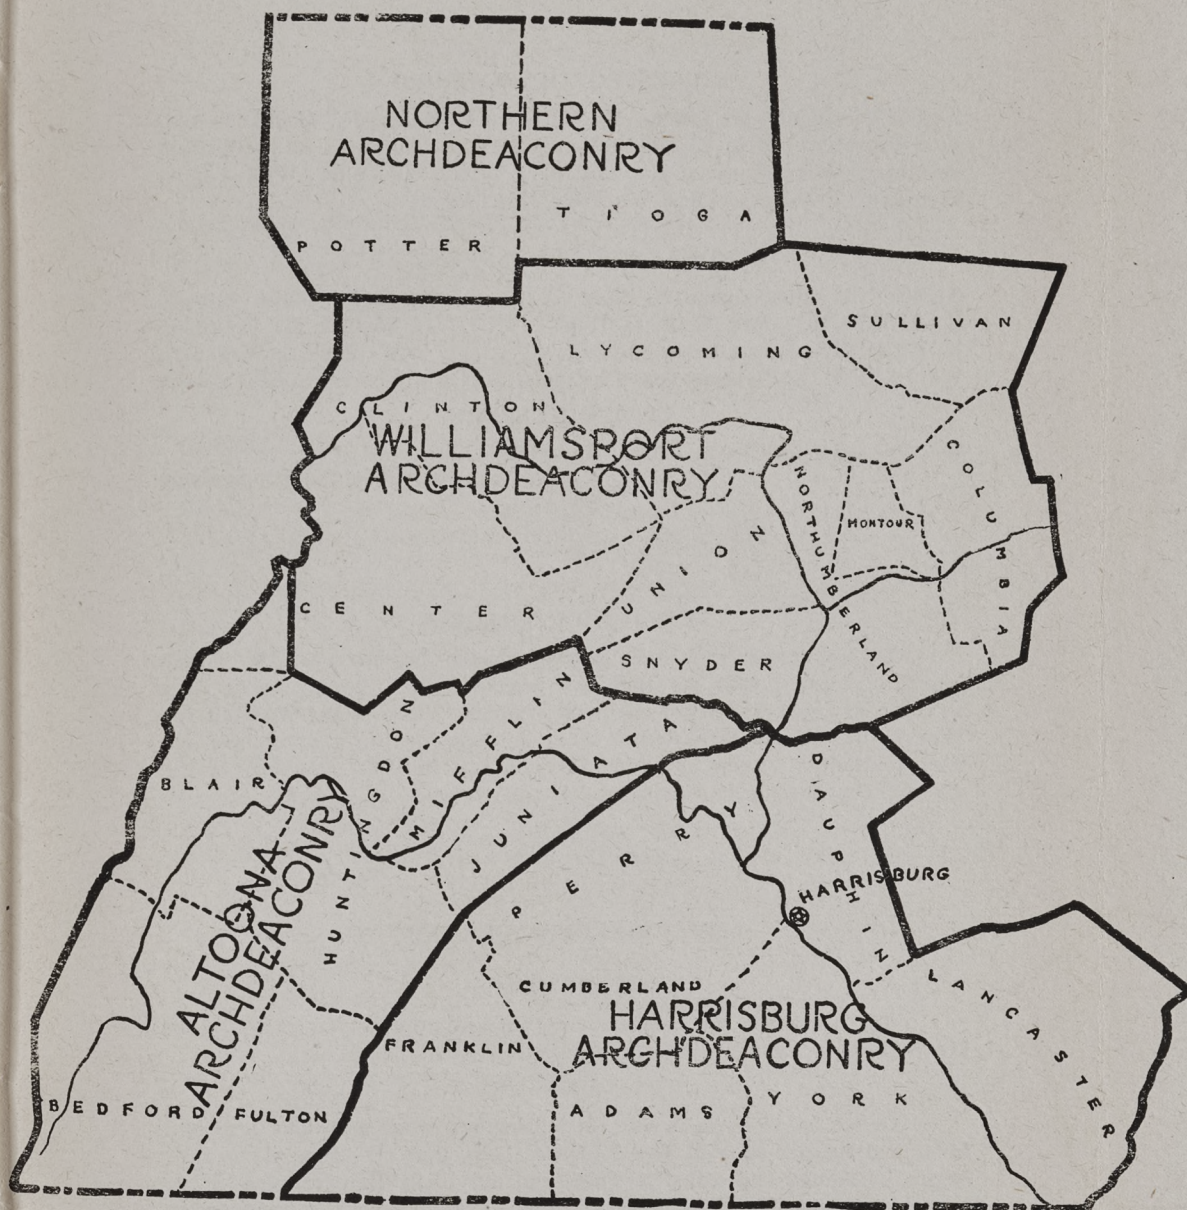 NORTHERN
ARCHDEACONRY
TIOGA
POTTER
SULLIVAN
LYCOMING
CLINTON
WILLIAMSPORT
ARCHDEACONRY
COLUMBIA
NORTHUMBERLAND
MONTOUR
UNION
CENTER
SNYDER
MIFFLIN
HUNTINGDON
JUNIATA
BLAIR
DAUPHIN
PERRY
HARRISBURG
ALTOONA
ARCHDEACONRY
CUMBERLAND
LANCASTER
HARRISBURG
ARCHDEACONRY
FRANKLIN
BEDFORD
FULTON
ADAMS
YORK